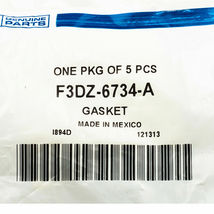 GENUINE
PARTS
ONE PKG OF 5 PCS
F3DZ-6734-A
GASKET
MADE IN MEXICO
I894D
121313